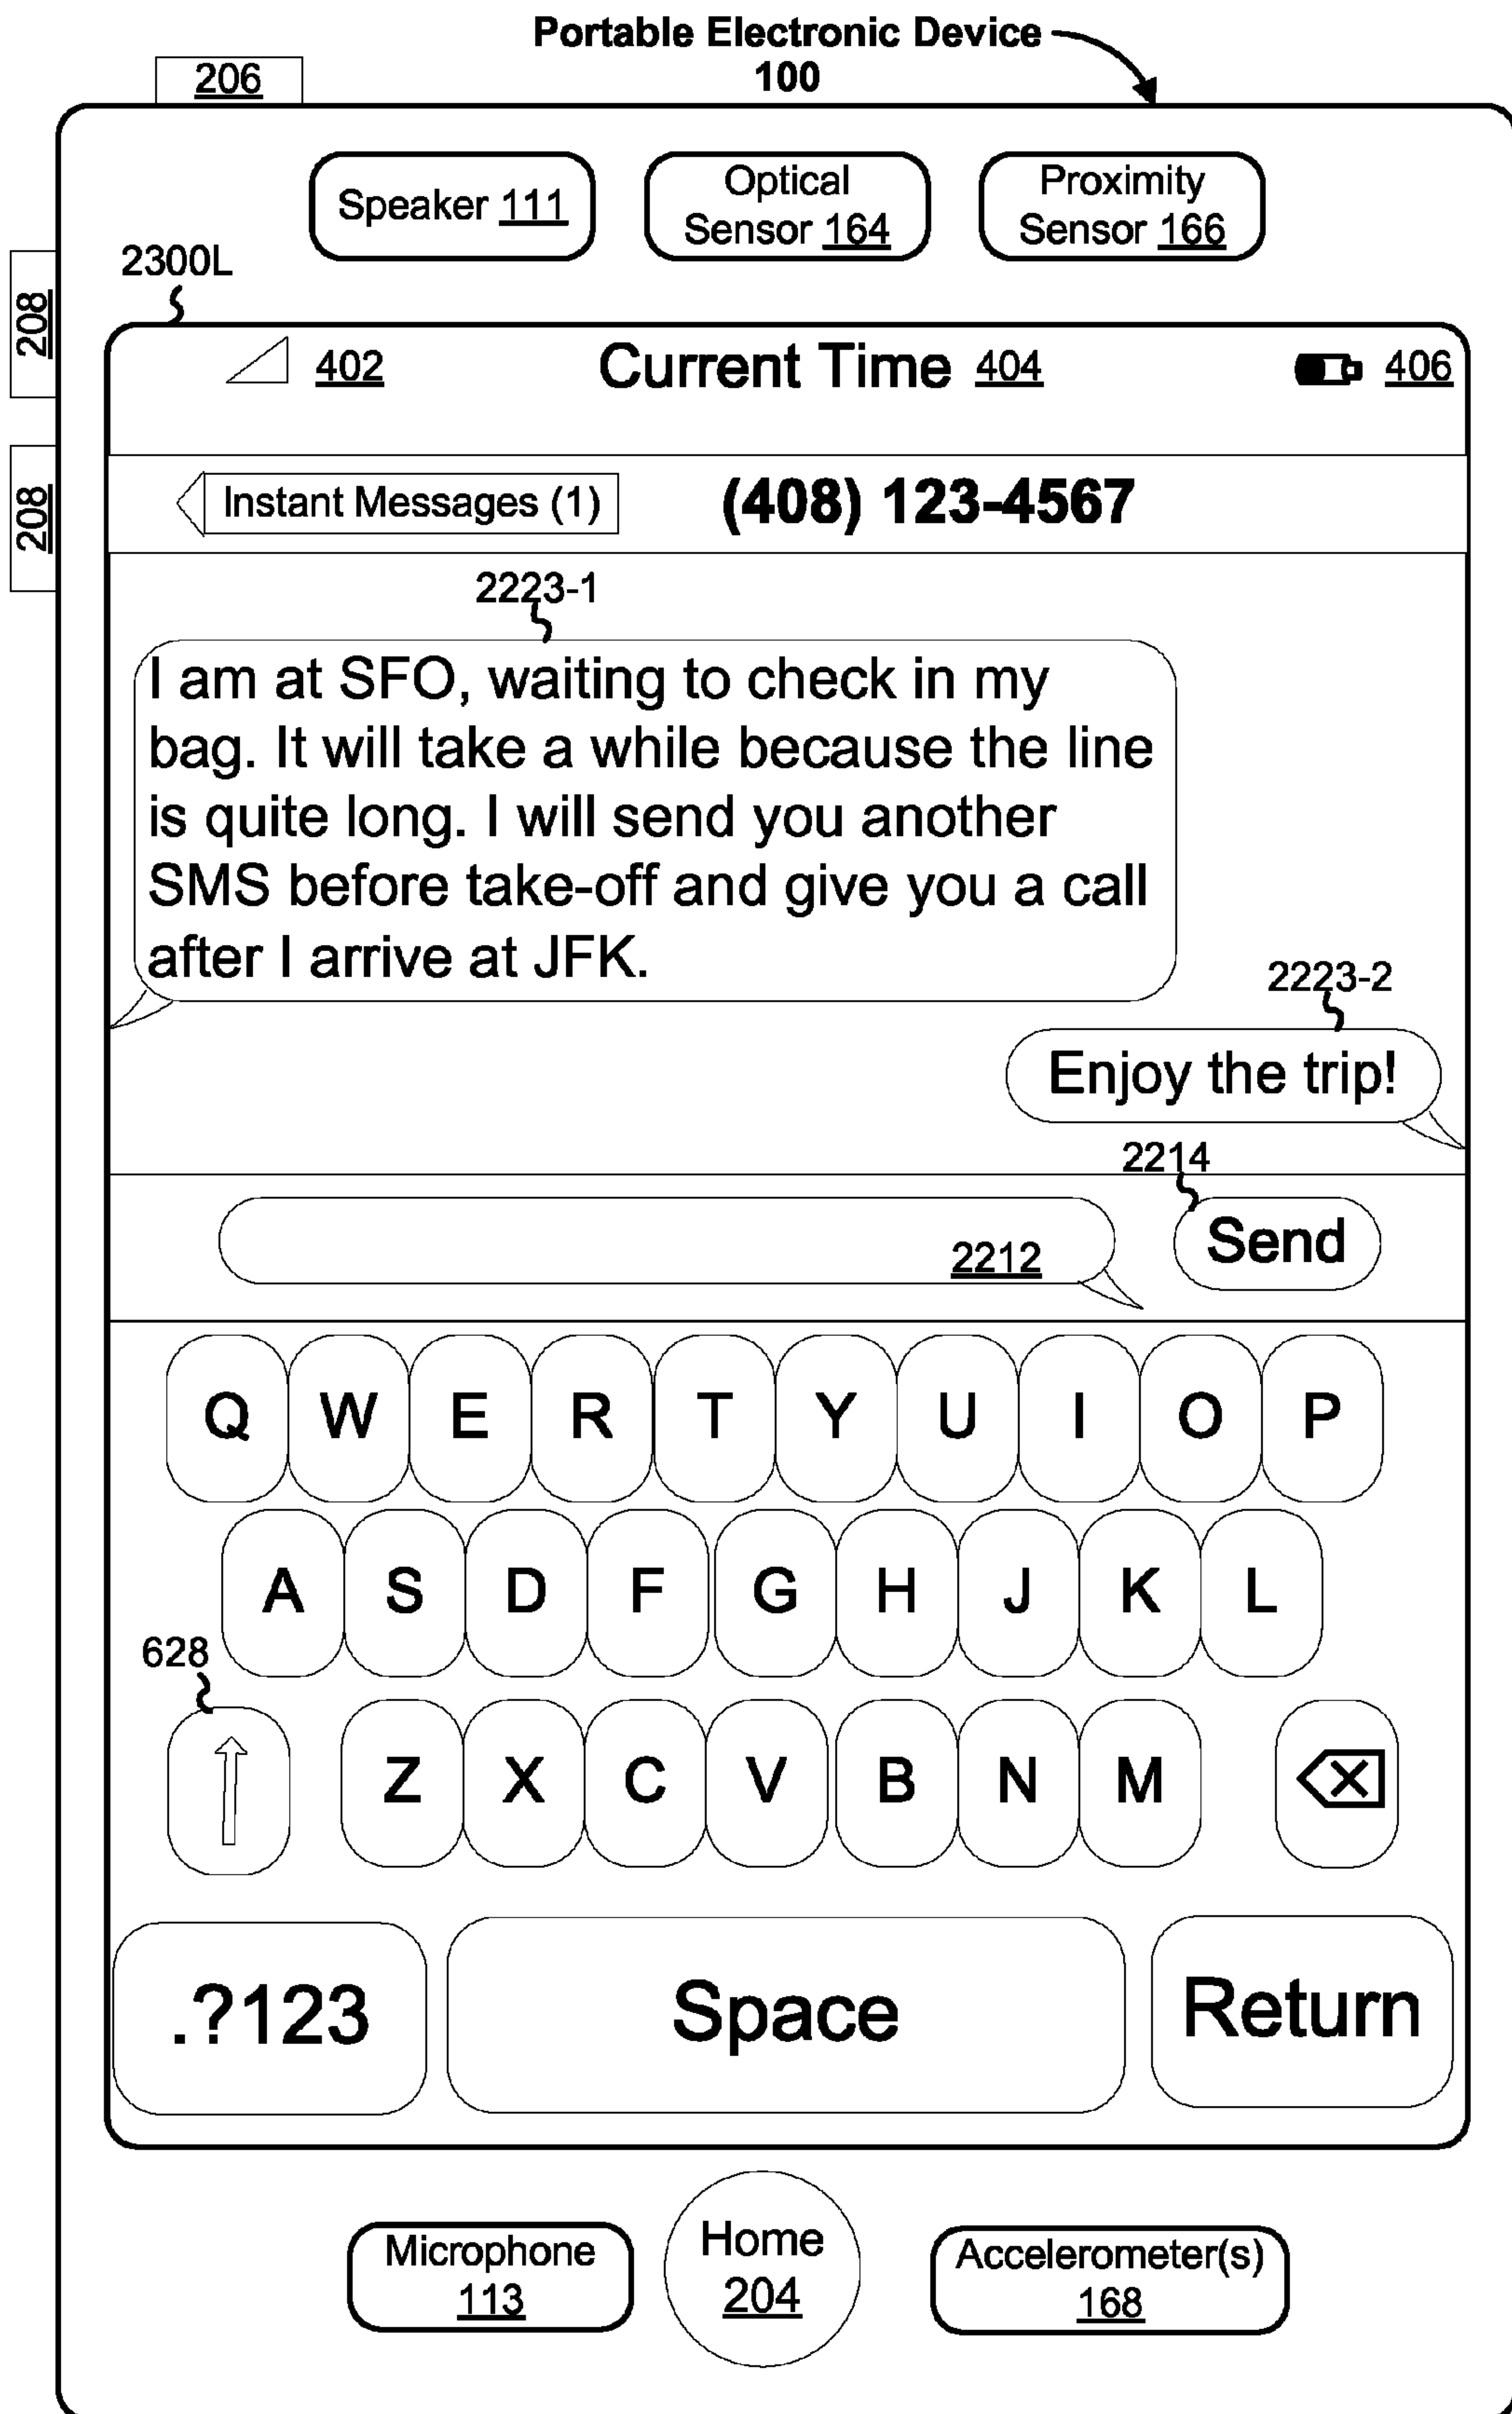 Portable Electronic Device
100
206
Speaker 111
Optical
Sensor 164
Proximity
Sensor 166
208
2300L
402
Current Time 404
406
208
Instant Messages (1)
(408) 123-4567
2223-1
I am at SFO, waiting to check in my
bag. It will take a while because the line
is quite long. I will send you another
SMS before take-off and give you a call
after I arrive at JFK.
2223-2
Enjoy the trip!
2214
2212
Send
Q W E R T Y U I O P
A S D F G H J K L
628
Z X C V B N M
.?123
Space
Return
Microphone
113
Home
204
Accelerometer(s)
168